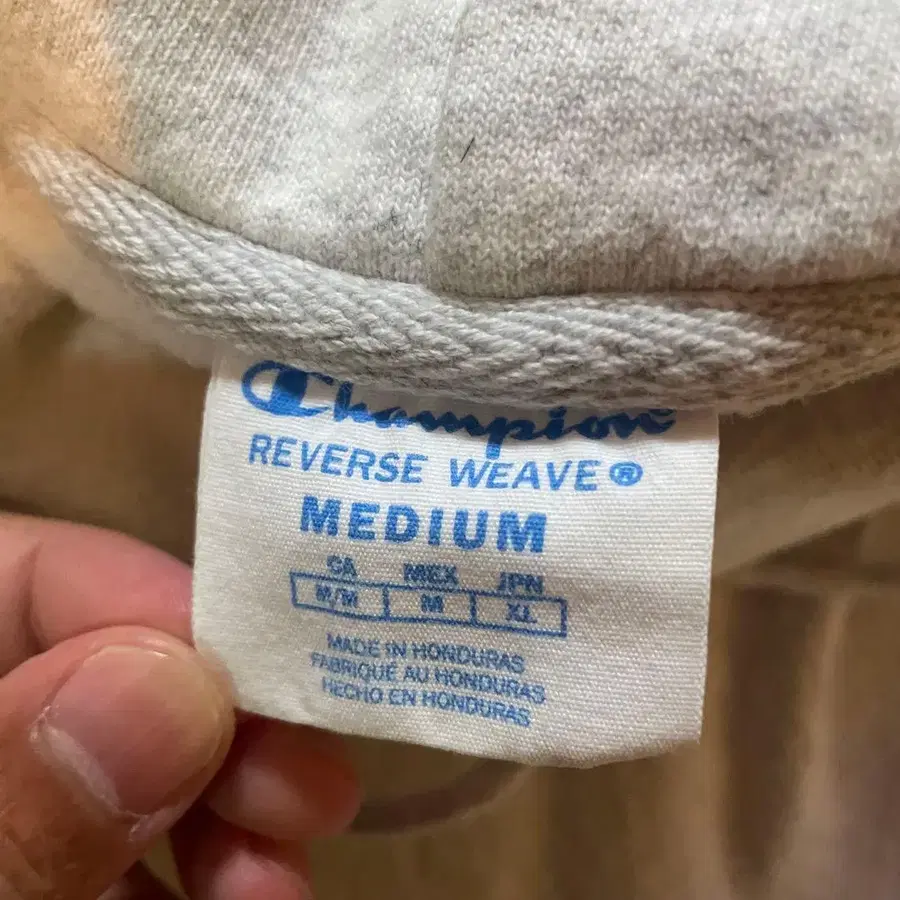 Champion
REVERSE WEAVE®
MEDIUM
CA MEX JPN
M/M M XL
MADE IN HONDURAS
FABRIQUÉ AU HONDURAS
HECHO EN HONDURAS